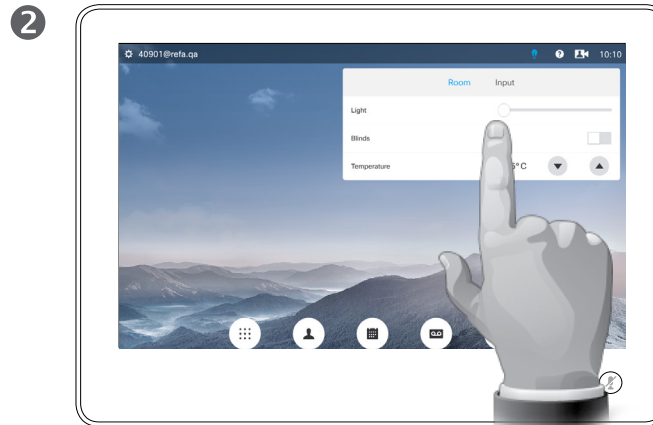 2
40901@refa.qa 10:10
Room Input
Light
Blinds
Temperature 5°C